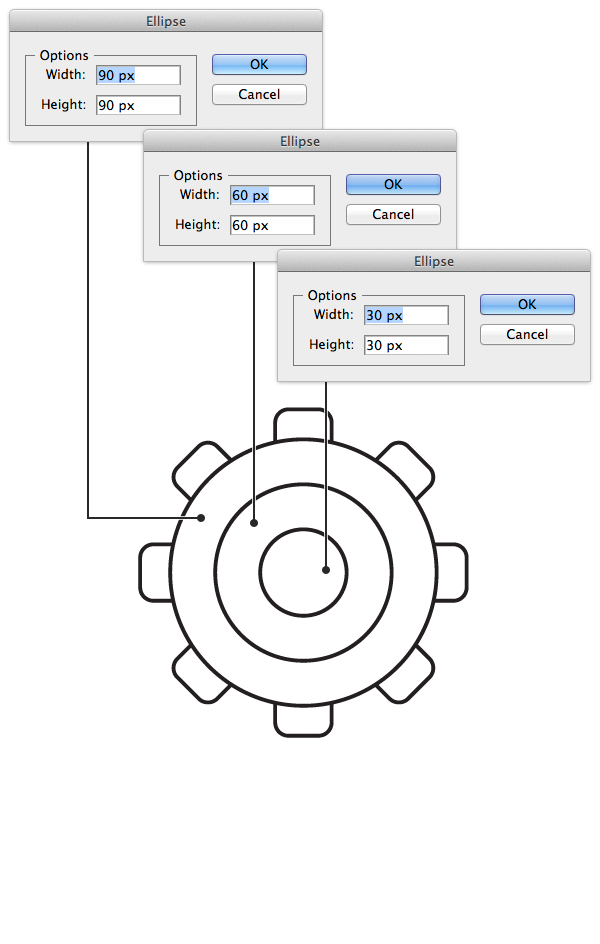 Ellipse
Options
Width: 90 px
Height: 90 px
OK
Cancel
Ellipse
Options
Width: 60 px
Height: 60 px
OK
Cancel
Ellipse
Options
Width: 30 px
Height: 30 px
OK
Cancel